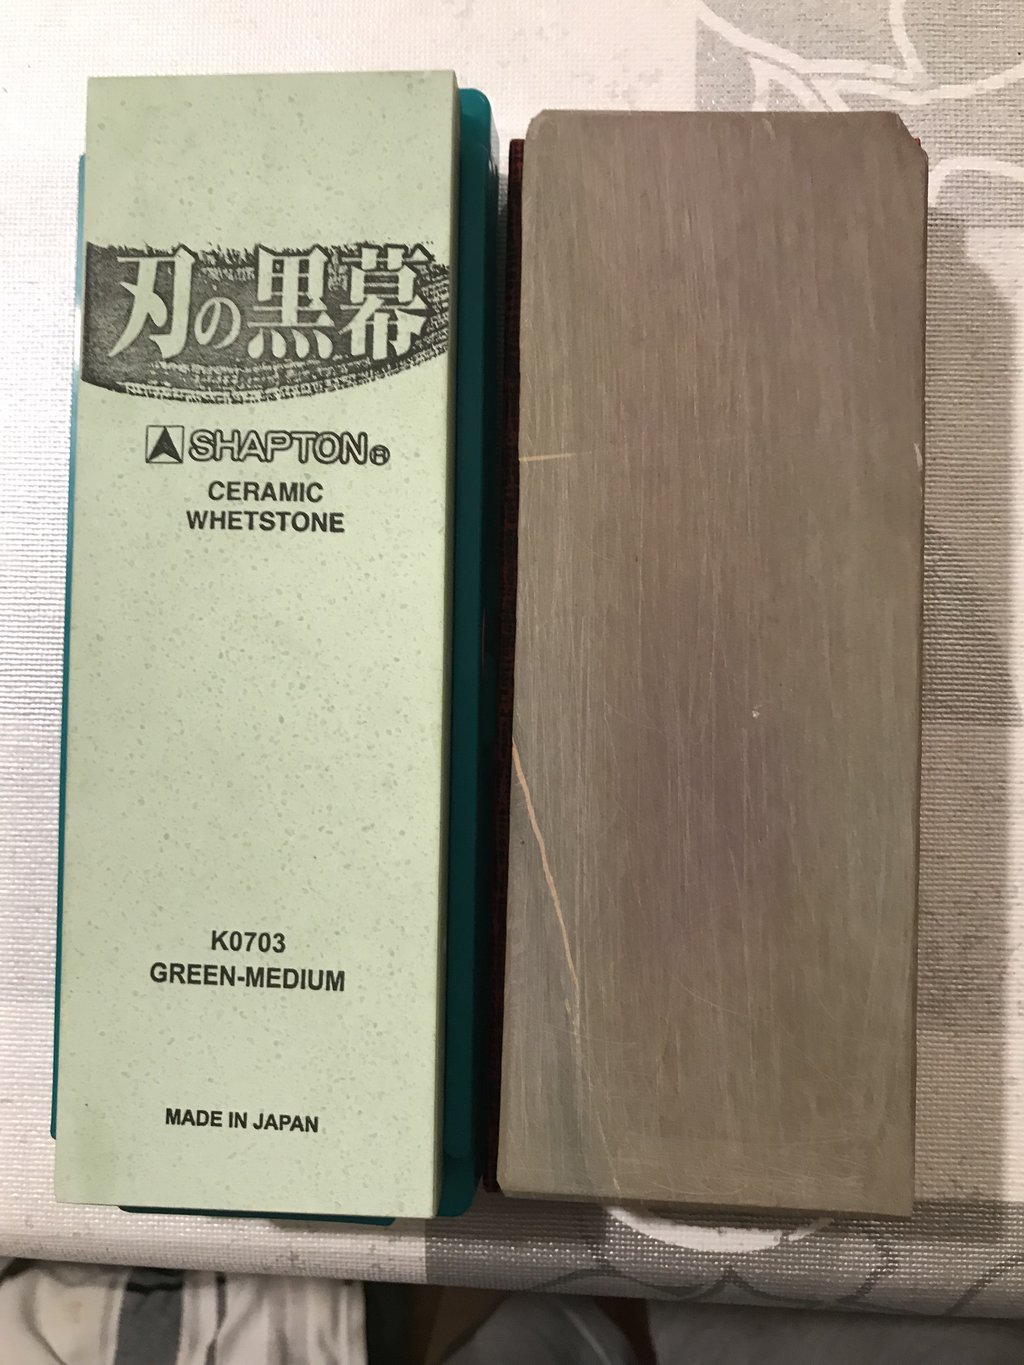 刃の黒幕
SHAPTON®
CERAMIC
WHETSTONE
K0703
GREEN-MEDIUM
MADE IN JAPAN